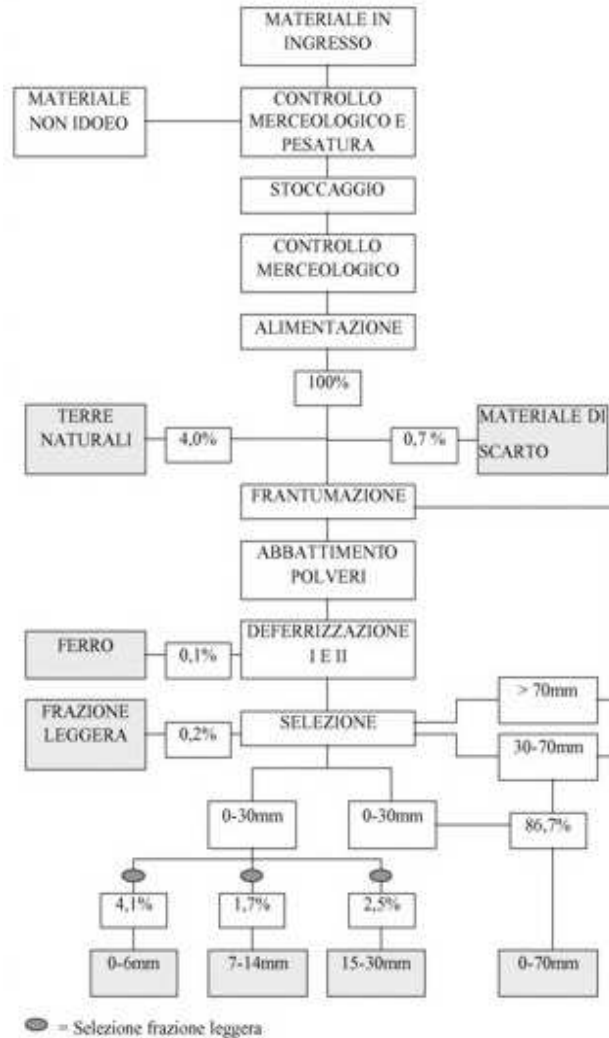 MATERIALE IN
INGRESSO
MATERIALE
NON IDOEO
CONTROLLO
MERCEOLOGICO E
PESATURA
STOCCAGGIO
CONTROLLO
MERCEOLOGICO
ALIMENTAZIONE
100%
TERRE
NATURALI
4,0%
0,7 %
MATERIALE DI
SCARTO
FRANTUMAZIONE
ABBATTIMENTO
POLVERI
FERRO
0,1%
DEFERRIZZAZIONE
I E II
FRAZIONE
LEGGERA
0,2%
SELEZIONE
> 70mm
30-70mm
0-30mm
0-30mm
86,7%
4,1%
1,7%
2,5%
0-6mm
7-14mm
15-30mm
0-70mm
= Selezione frazione leggera